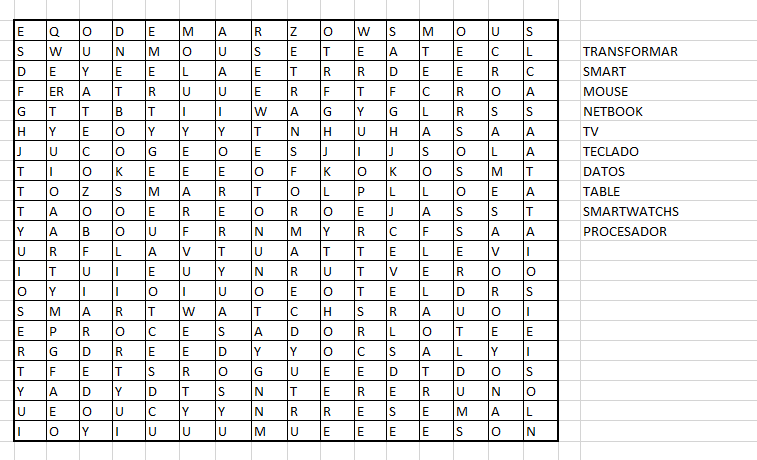 E Q O D E M A R Z O W S M O U S
S W U N M O U S E T E A T E C L TRANSFORMAR
D E Y E E L A E T R R D E E R C SMART
F ER A T R U U E R F T F C R O A MOUSE
G T T B T I I W A G Y G L R S S NETBOOK
H Y E O Y Y Y T N H U H A S A A TV
J U C O G E O E S J I J S O L A TECLADO
T I O K E E E O F K O K O S M T DATOS
T O Z S M A R T O L P L L O E A TABLE
T A O O E R E O R O E J A S S T SMARTWATCHS
Y A B O U F R N M Y R C F S A A PROCESADOR
U R F L A V T U A T T E L E V I
I T U I E U Y N R U T V E R O O
O Y I I O I U O E O T E L D R S
S M A R T W A T C H S R A U O I
E P R O C E S A D O R L O T E E
R G D R E E D Y Y O C S A L Y I
T F E T S R O G U E E D T D O S
Y A D Y D T S N T E R E R U N O
U E O U C Y Y N R R E S E M A L
I O Y I U U U M U E E E E S O N